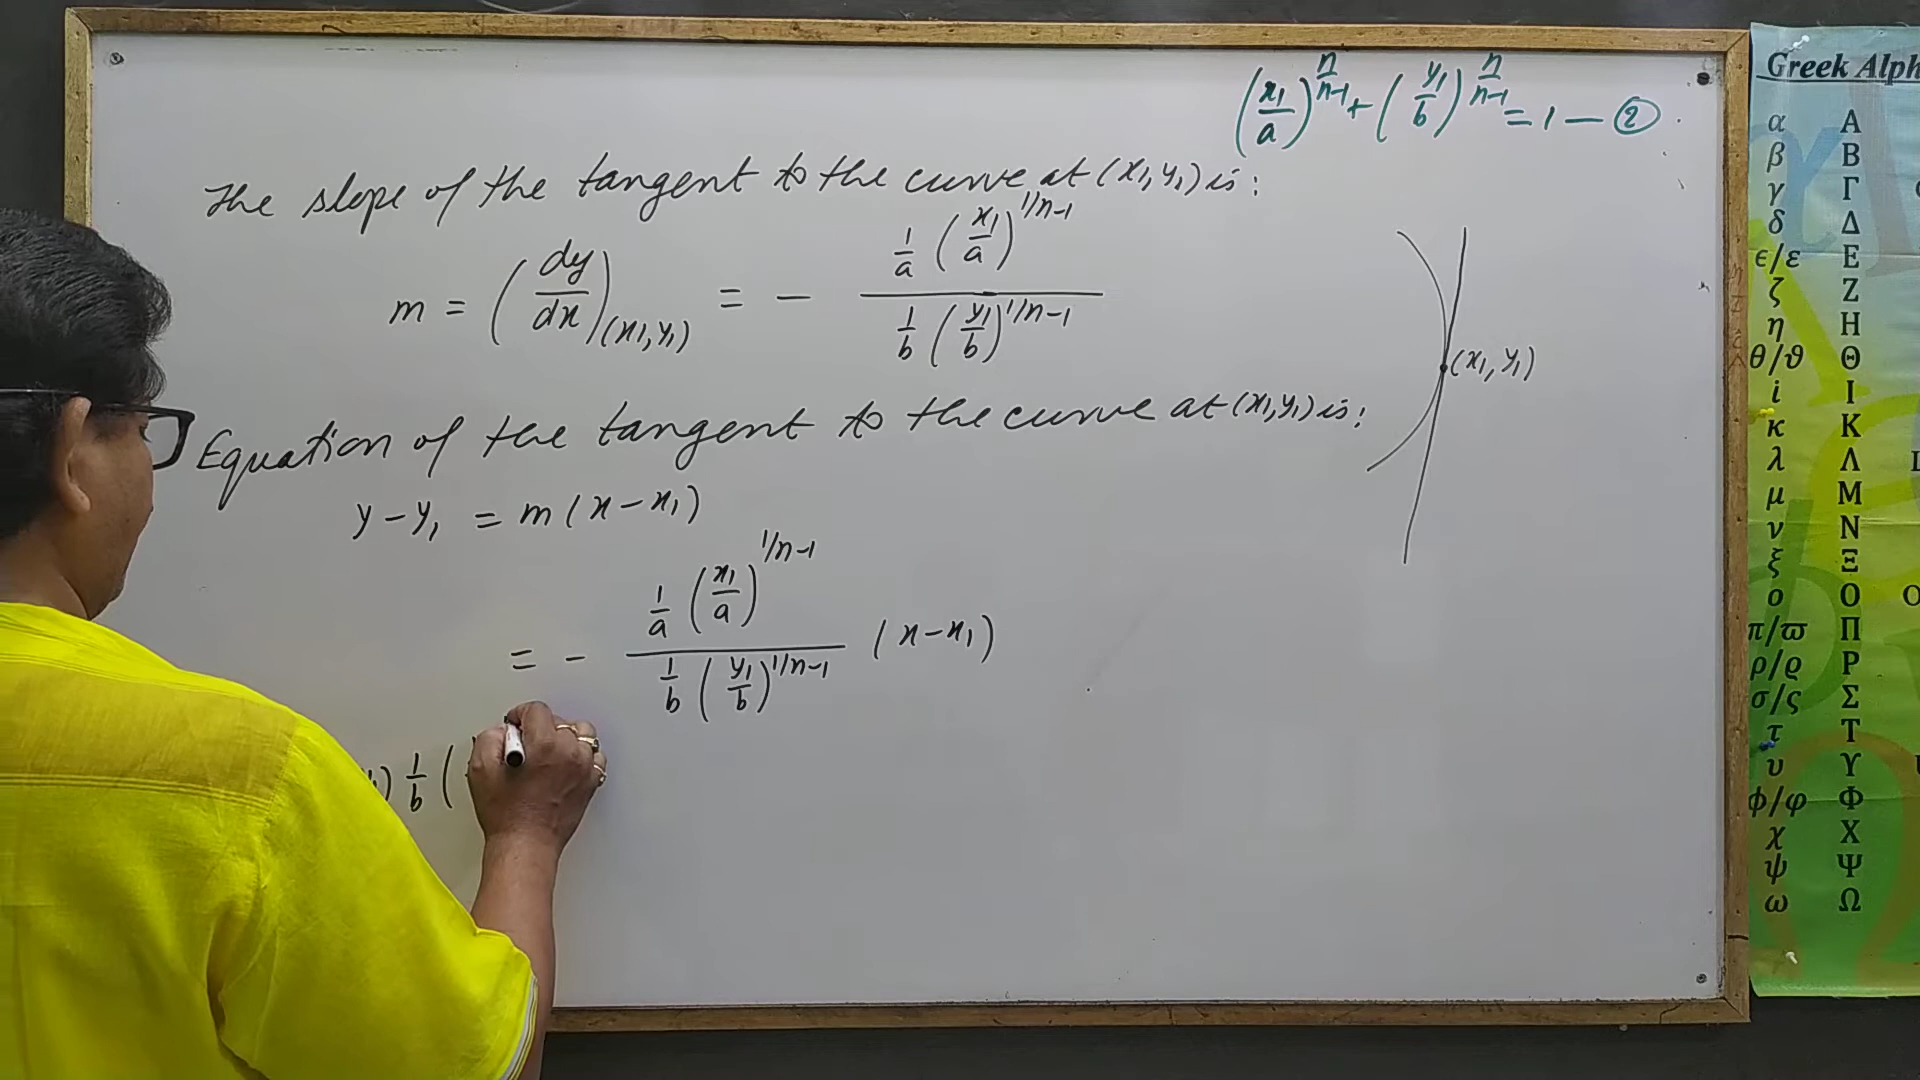 (x₁/a)^(n/n-1) + (y₁/b)^(n/n-1) = 1 — ②
The slope of the tangent to the curve at (x₁, y₁) is:
m = (dy/dx)(x₁, y₁) = - 1/a (x₁/a)^1/n-1 / 1/b (y₁/b)^1/n-1
(x₁, y₁)
Equation of the tangent to the curve at (x₁, y₁) is:
y - y₁ = m (x - x₁)
= - 1/a (x₁/a)^1/n-1 / 1/b (y₁/b)^1/n-1 (x - x₁)
) 1/b (
Greek Alph
α Α
β Β
γ Γ
δ Δ
ϵ/ε Ε
ζ Ζ
η Η
θ/ϑ Θ
i Ι
κ Κ
λ Λ
μ Μ
ν Ν
ξ Ξ
ο Ο
π/ϖ Π
ρ/ϱ Ρ
σ/ς Σ
τ Τ
υ Υ
ϕ/φ Φ
χ Χ
ψ Ψ
ω Ω